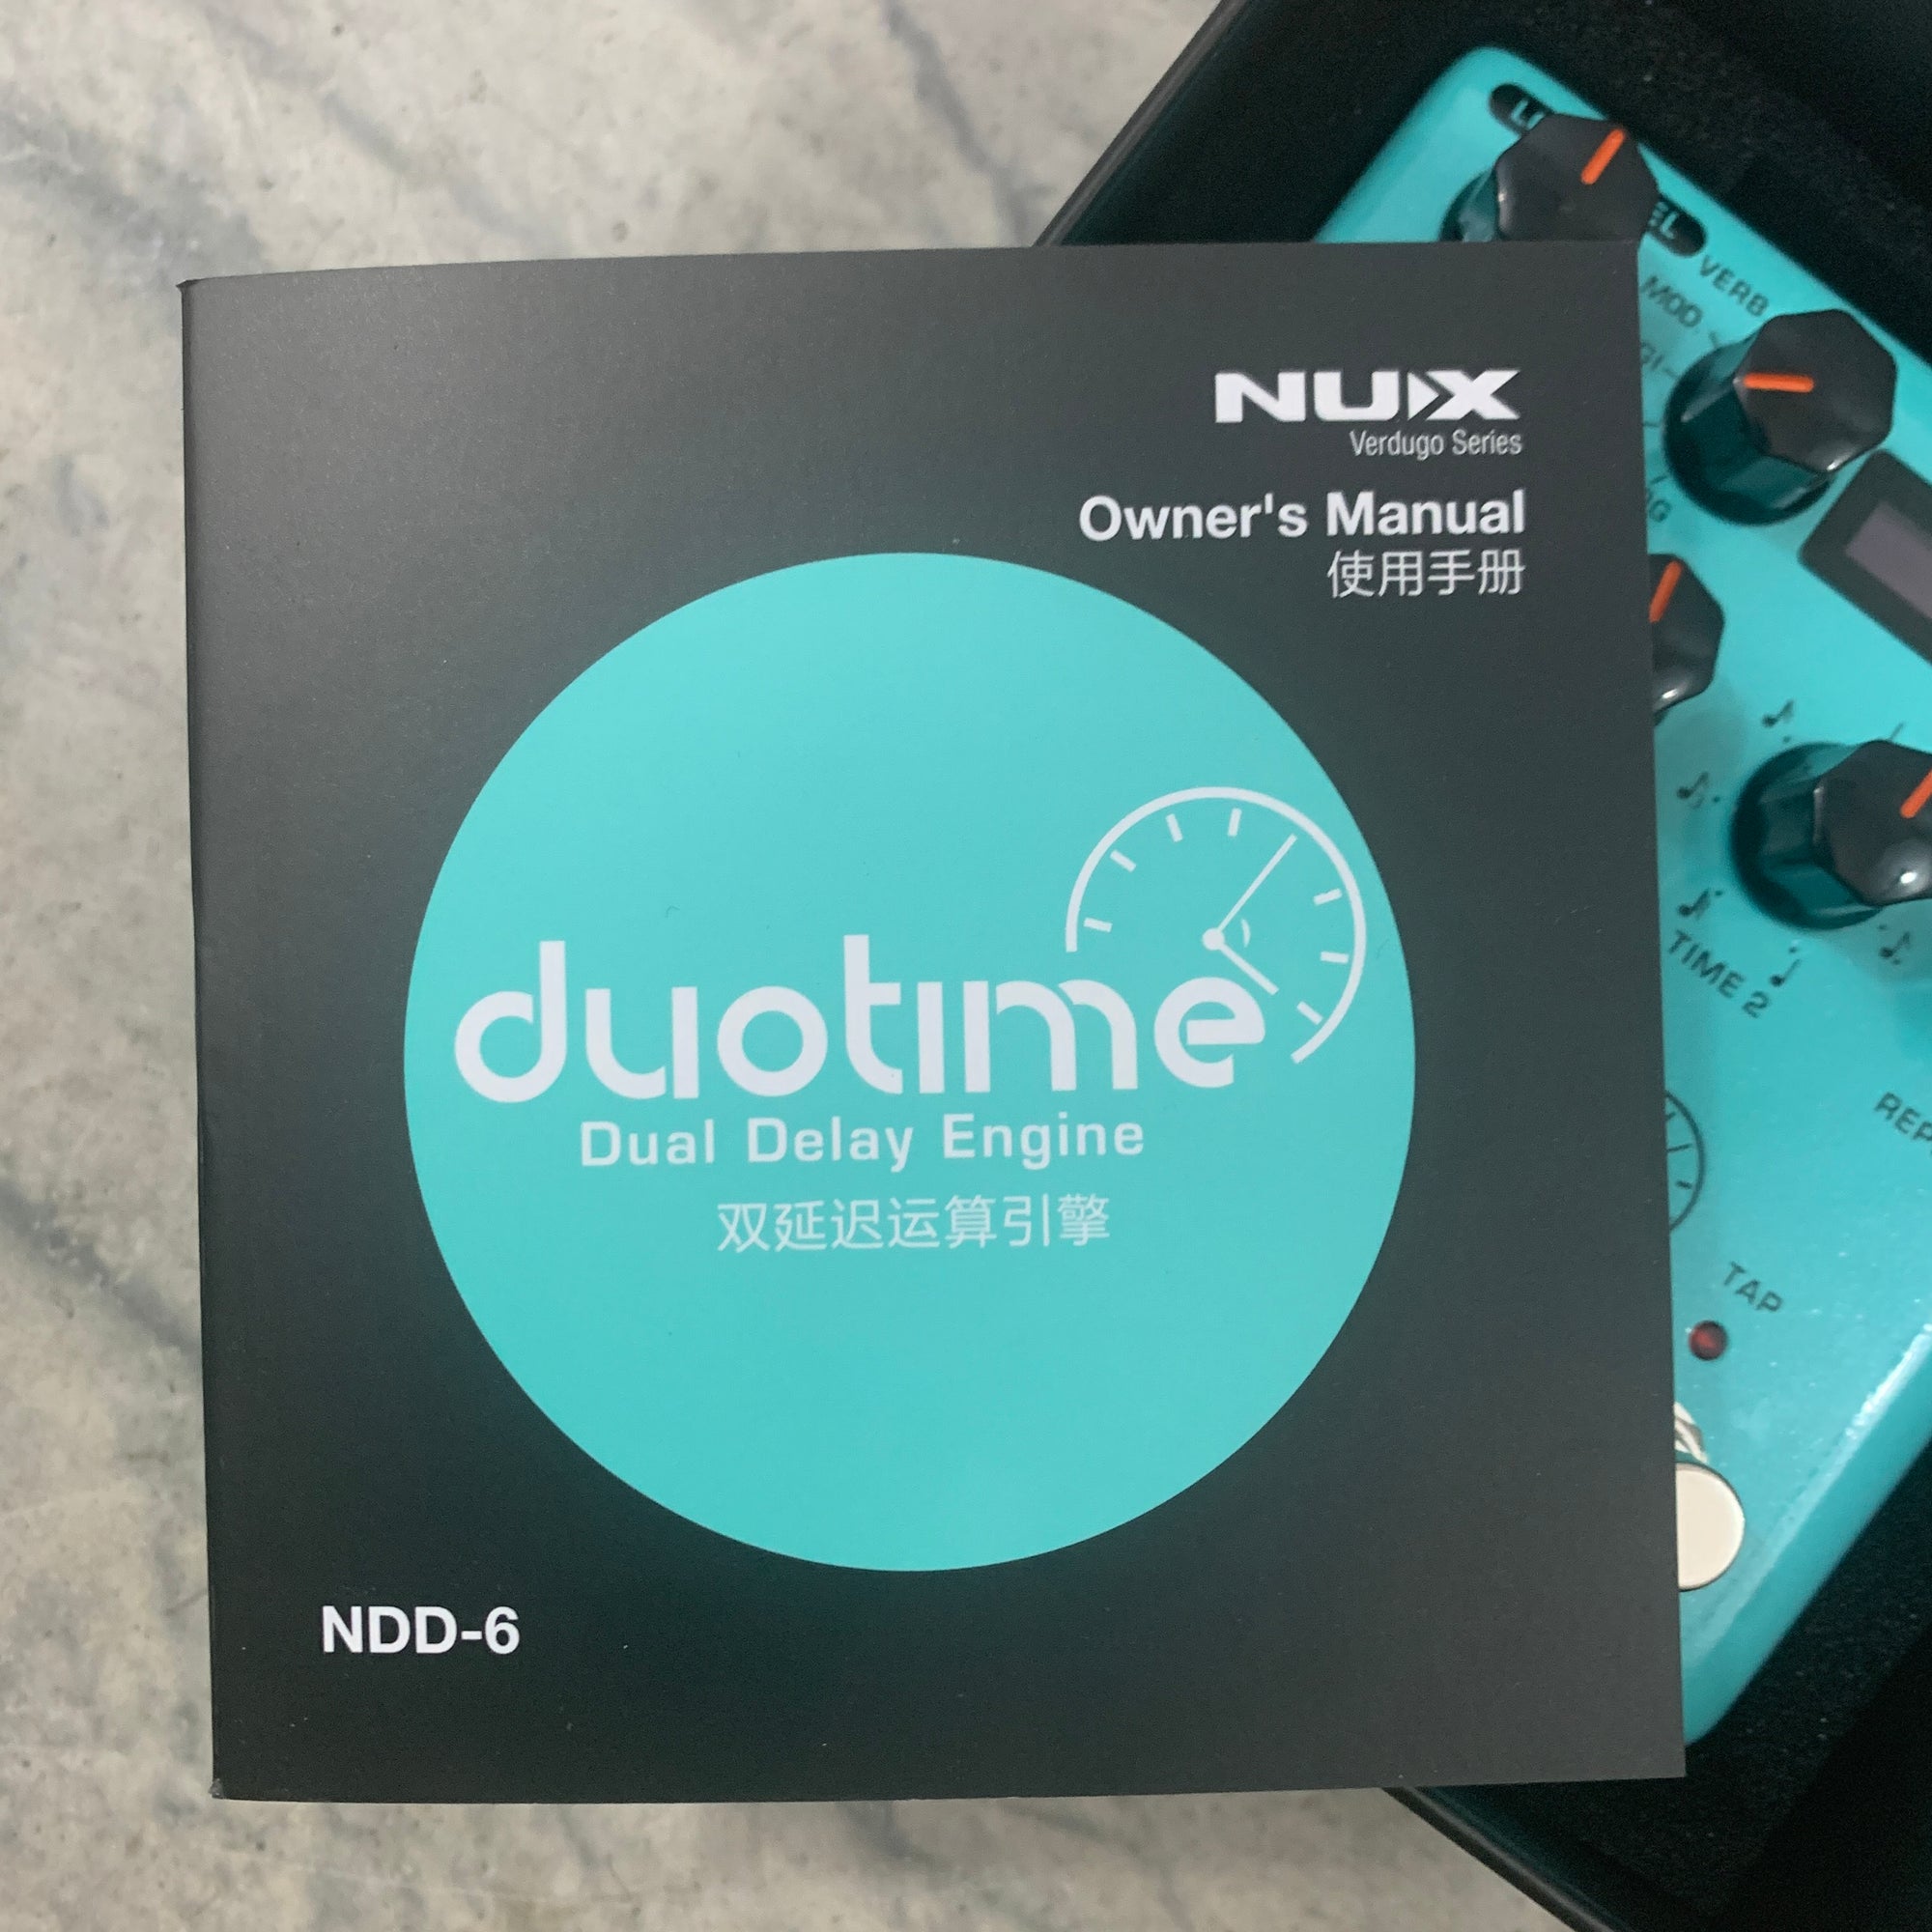 NUX
Verdugo Series
Owner's Manual
使用手册
duotime
Dual Delay Engine
双延迟运算引擎
NDD-6
VERB
MOD.
TIME 2
TAP